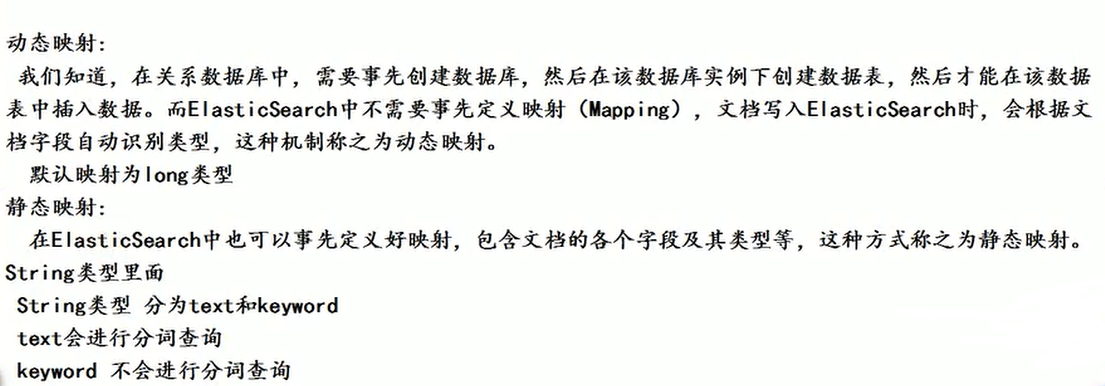 动态映射：
我们知道，在关系数据库中，需要事先创建数据库，然后在该数据库实例下创建数据表，然后才能在该数据
表中插入数据。而ElasticSearch中不需要事先定义映射（Mapping），文档写入ElasticSearch时，会根据文
档字段自动识别类型，这种机制称之为动态映射。
默认映射为long类型
静态映射：
在ElasticSearch中也可以事先定义好映射，包含文档的各个字段及其类型等，这种方式称之为静态映射。
String类型里面
String类型 分为text和keyword
text会进行分词查询
keyword 不会进行分词查询